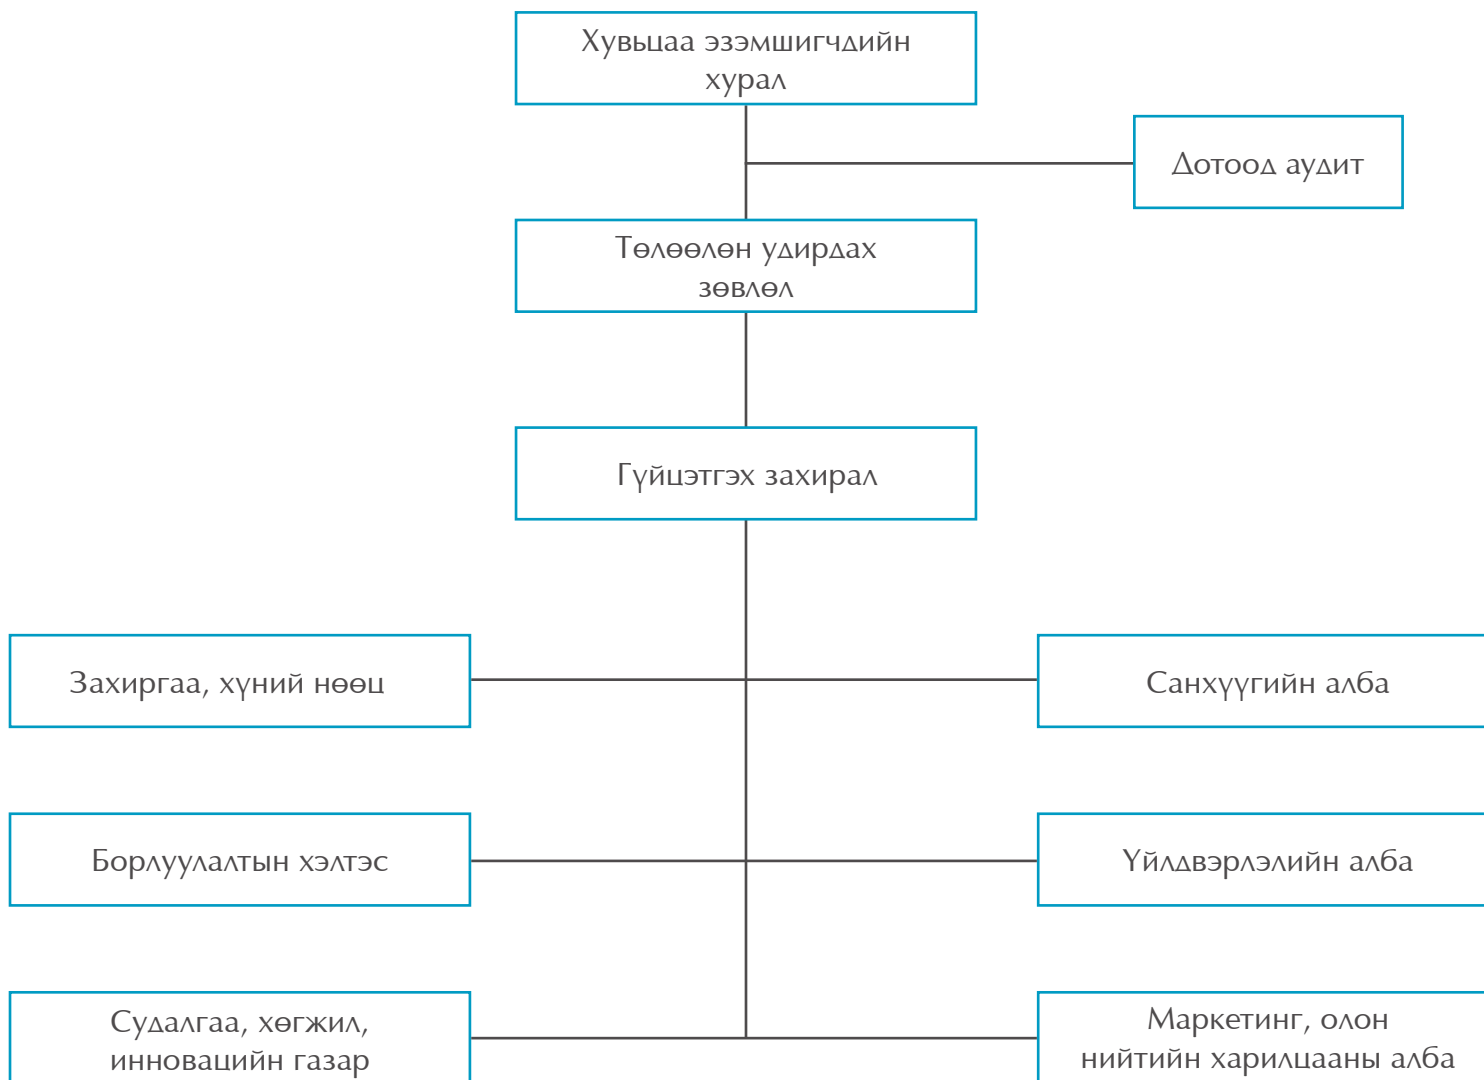 Хувьцаа эзэмшигчдийн
хурал
Дотоод аудит
Төлөөлөн удирдах
зөвлөл
Гүйцэтгэх захирал
Захиргаа, хүний нөөц
Санхүүгийн алба
Борлуулалтын хэлтэс
Үйлдвэрлэлийн алба
Судалгаа, хөгжил,
инновацийн газар
Маркетинг, олон
нийтийн харилцааны алба